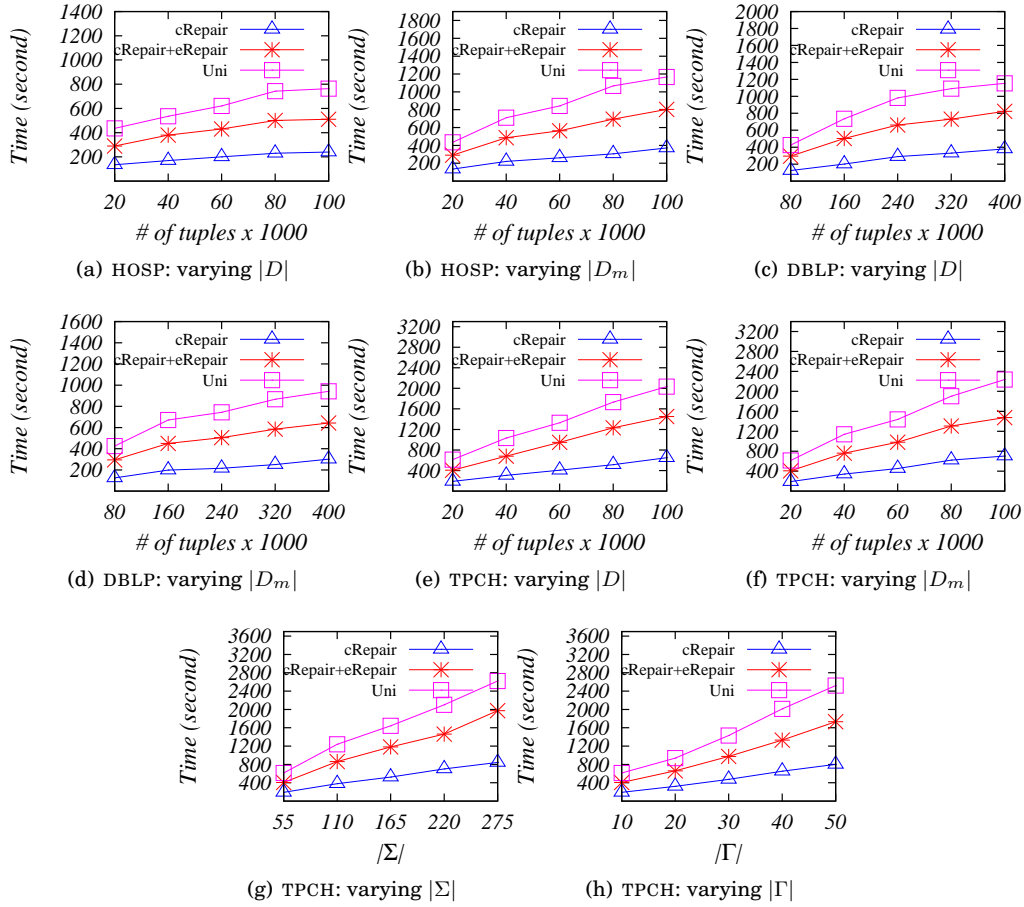 1400
1200
1000
800
600
400
200
20 40 60 80 100
Time (second)
# of tuples x 1000
cRepair
cRepair+eRepair
Uni
(a) HOSP: varying |D|
1800
1600
1400
1200
1000
800
600
400
200
20 40 60 80 100
Time (second)
# of tuples x 1000
cRepair
cRepair+eRepair
Uni
(b) HOSP: varying |Dm|
2000
1800
1600
1400
1200
1000
800
600
400
200
80 160 240 320 400
Time (second)
# of tuples x 1000
cRepair
cRepair+eRepair
Uni
(c) DBLP: varying |D|
1600
1400
1200
1000
800
600
400
200
80 160 240 320 400
Time (second)
# of tuples x 1000
cRepair
cRepair+eRepair
Uni
(d) DBLP: varying |Dm|
3200
2800
2400
2000
1600
1200
800
400
20 40 60 80 100
Time (second)
# of tuples x 1000
cRepair
cRepair+eRepair
Uni
(e) TPCH: varying |D|
3200
2800
2400
2000
1600
1200
800
400
20 40 60 80 100
Time (second)
# of tuples x 1000
cRepair
cRepair+eRepair
Uni
(f) TPCH: varying |Dm|
3600
3200
2800
2400
2000
1600
1200
800
400
55 110 165 220 275
Time (second)
|Σ|
cRepair
cRepair+eRepair
Uni
(g) TPCH: varying |Σ|
3600
3200
2800
2400
2000
1600
1200
800
400
10 20 30 40 50
Time (second)
|Γ|
cRepair
cRepair+eRepair
Uni
(h) TPCH: varying |Γ|